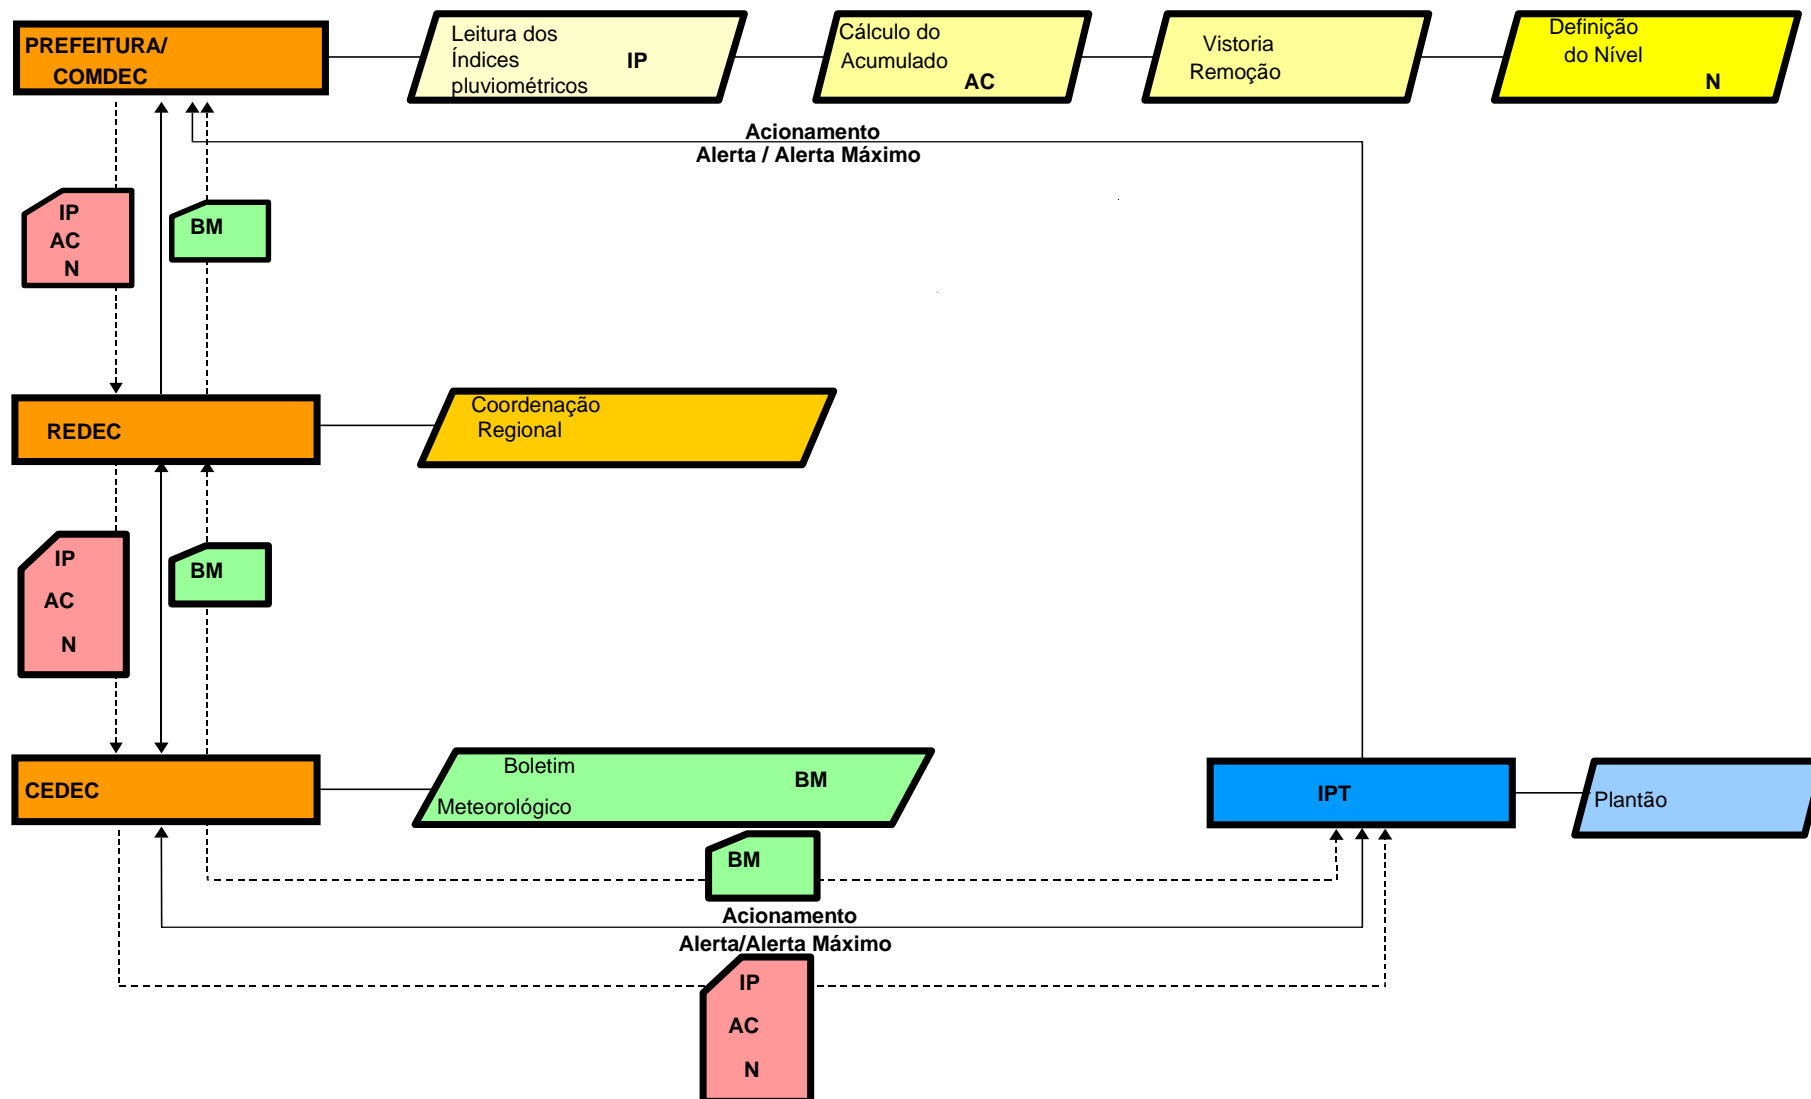 PREFEITURA/
COMDEC
Leitura dos
Índices IP
pluviométricos
Cálculo do
Acumulado
AC
Vistoria
Remoção
Definição
do Nível
N
Acionamento
Alerta / Alerta Máximo
IP
AC
N
BM
REDEC
Coordenação
Regional
IP
AC
N
BM
CEDEC
Boletim
BM
Meteorológico
IPT
Plantão
BM
Acionamento
Alerta/Alerta Máximo
IP
AC
N